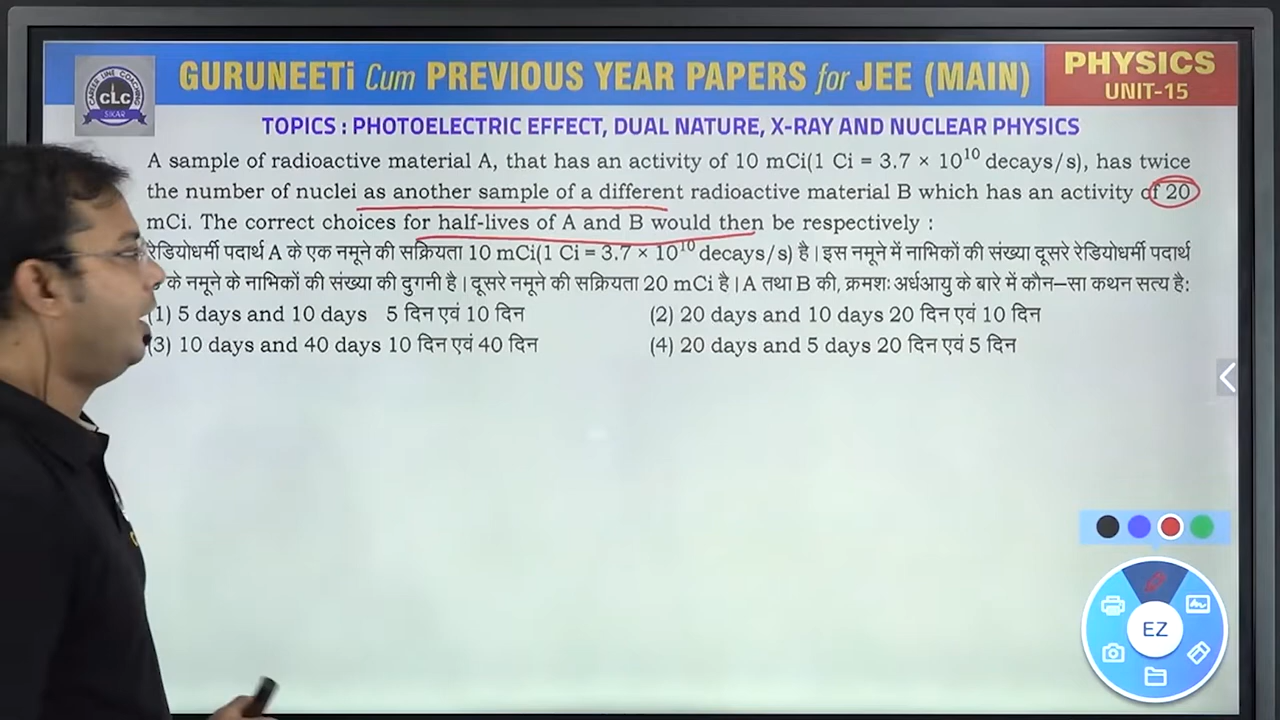 GURUNEETi Cum PREVIOUS YEAR PAPERS for JEE (MAIN)
PHYSICS
UNIT-15
CAREER LINE COACHING
CLC
SIKAR
TOPICS : PHOTOELECTRIC EFFECT, DUAL NATURE, X-RAY AND NUCLEAR PHYSICS
A sample of radioactive material A, that has an activity of 10 mCi(1 Ci = 3.7 × 10¹⁰ decays/s), has twice
the number of nuclei as another sample of a different radioactive material B which has an activity of 20
mCi. The correct choices for half-lives of A and B would then be respectively :
रेडियोधर्मी पदार्थ A के एक नमूने की सक्रियता 10 mCi(1 Ci = 3.7 × 10¹⁰ decays/s) है। इस नमूने में नाभिकों की संख्या दूसरे रेडियोधर्मी पदार्थ
के नमूने के नाभिकों की संख्या की दुगनी है। दूसरे नमूने की सक्रियता 20 mCi है। A तथा B की, क्रमशः अर्धआयु के बारे में कौन–सा कथन सत्य है:
(1) 5 days and 10 days 5 दिन एवं 10 दिन (2) 20 days and 10 days 20 दिन एवं 10 दिन
(3) 10 days and 40 days 10 दिन एवं 40 दिन (4) 20 days and 5 days 20 दिन एवं 5 दिन
EZ